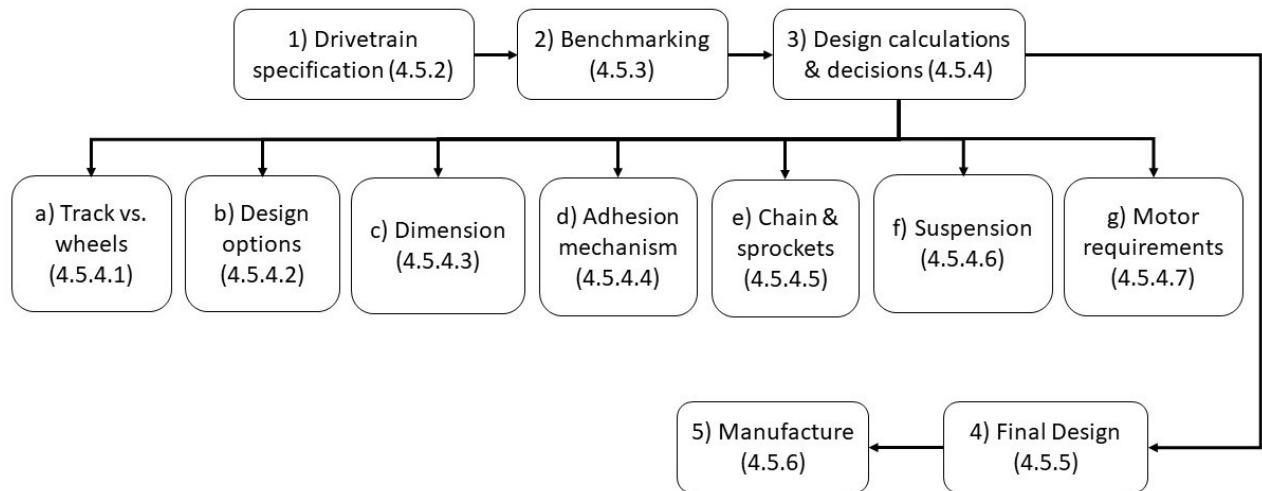 1) Drivetrain
specification (4.5.2)
2) Benchmarking
(4.5.3)
3) Design calculations
& decisions (4.5.4)
a) Track vs.
wheels
(4.5.4.1)
b) Design
options
(4.5.4.2)
c) Dimension
(4.5.4.3)
d) Adhesion
mechanism
(4.5.4.4)
e) Chain &
sprockets
(4.5.4.5)
f) Suspension
(4.5.4.6)
g) Motor
requirements
(4.5.4.7)
5) Manufacture
(4.5.6)
4) Final Design
(4.5.5)